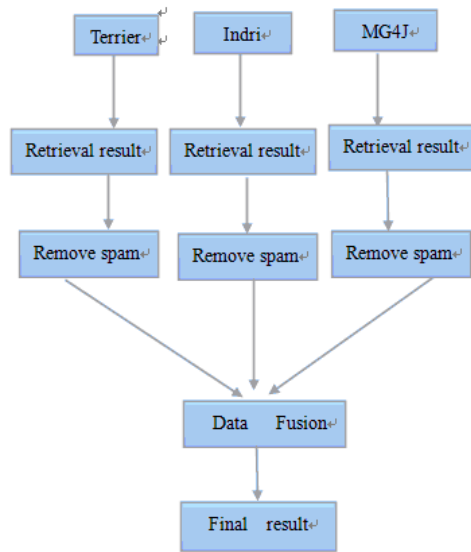 Terrier↵ ↵
Indri↵
MG4J↵
Retrieval result↵
Retrieval result↵
Retrieval result↵
Remove spam↵
Remove spam↵
Remove spam↵
Data Fusion↵
Final result↵